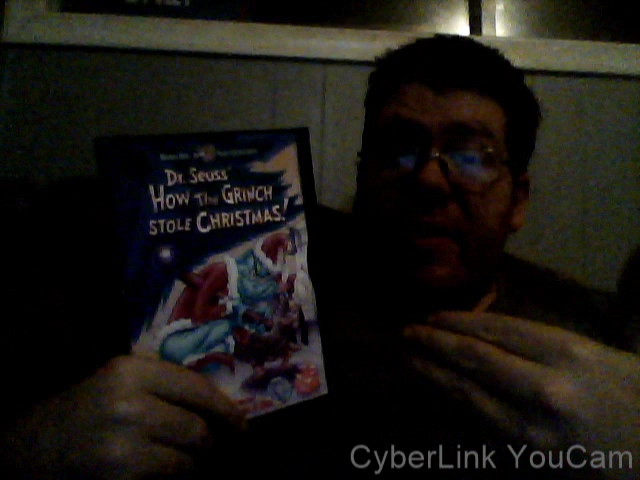 Dr. Seuss'
HOW THE GRINCH
STOLE CHRISTMAS!
CyberLink YouCam